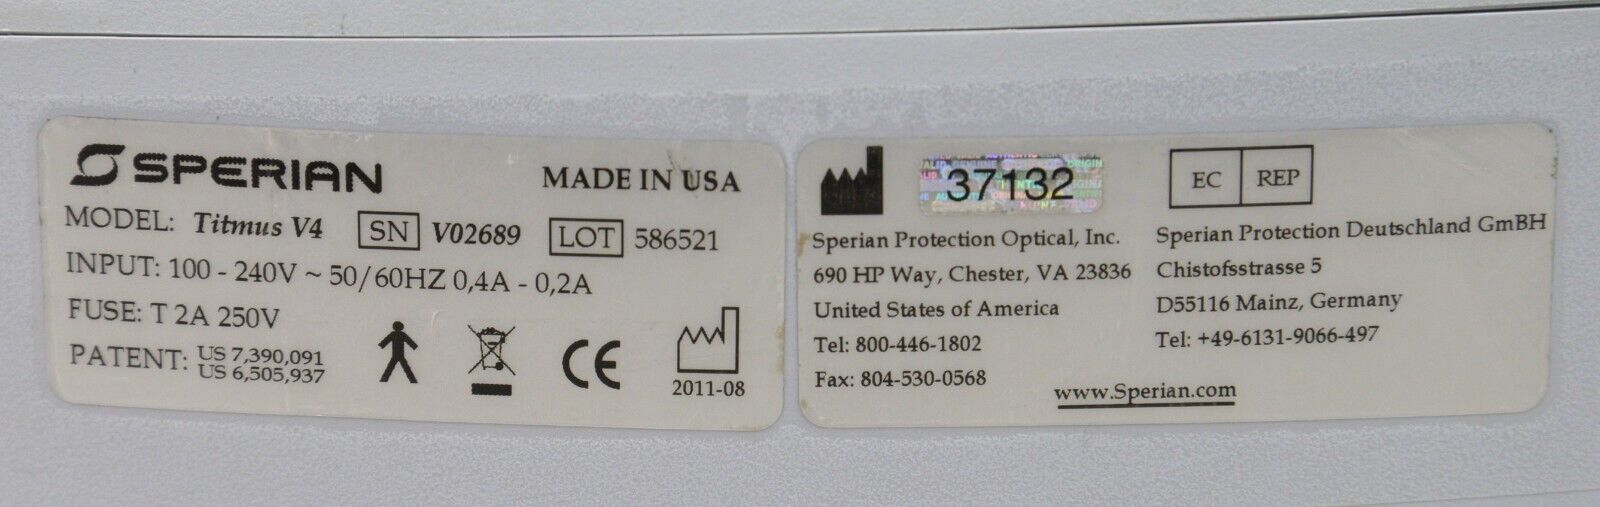 SPERIAN MADE IN USA
MODEL: Titmus V4 SN V02689 LOT 586521
INPUT: 100 - 240V ~ 50/60HZ 0,4A - 0,2A
FUSE: T 2A 250V
PATENT: US 7,390,091
US 6,505,937
CE
2011-08
37132
EC REP
Sperian Protection Optical, Inc.
690 HP Way, Chester, VA 23836
United States of America
Tel: 800-446-1802
Fax: 804-530-0568
Sperian Protection Deutschland GmBH
Chistofsstrasse 5
D55116 Mainz, Germany
Tel: +49-6131-9066-497
www.Sperian.com